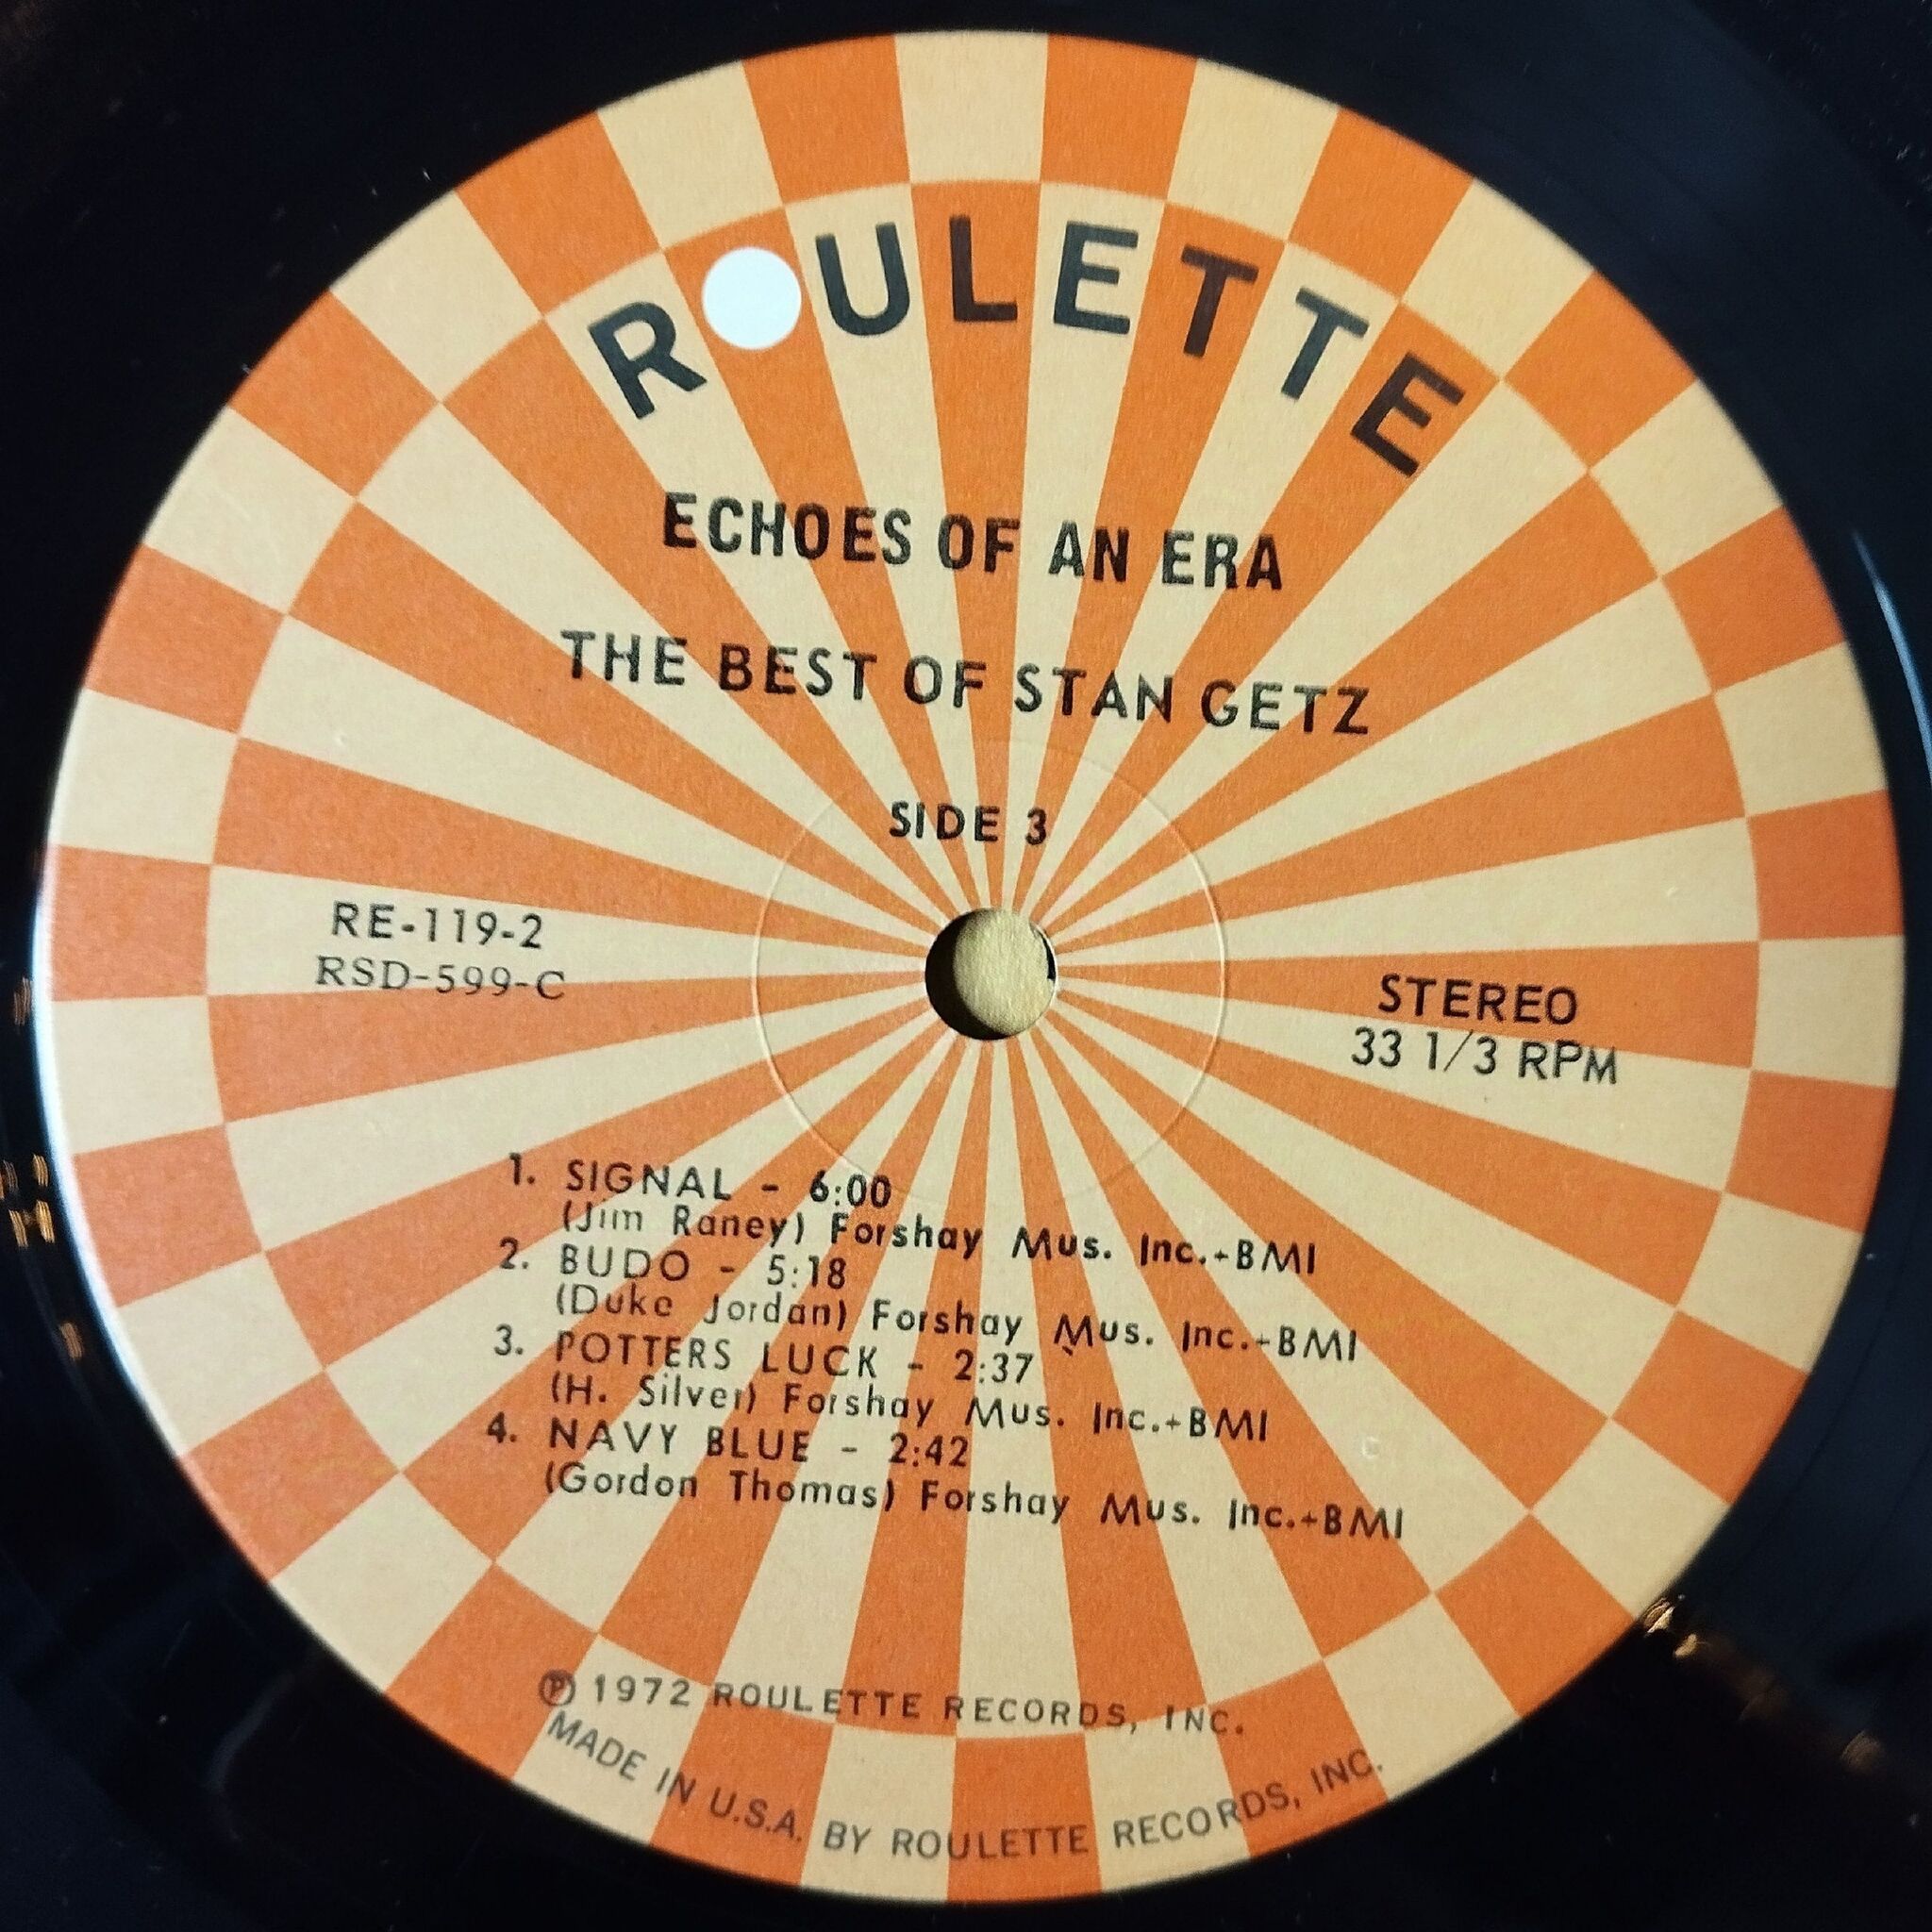 ROULETTE
ECHOES OF AN ERA
THE BEST OF STAN GETZ
SIDE 3
RE-119-2
RSD-599-C
STEREO
33 1/3 RPM
1. SIGNAL - 6:00
(Jim Raney) Forshay Mus. Inc.-BMI
2. BUDO - 5:18
(Duke Jordan) Forshay Mus. Inc.-BMI
3. POTTERS LUCK - 2:37
(H. Silver) Forshay Mus. Inc.-BMI
4. NAVY BLUE - 2:42
(Gordon Thomas) Forshay Mus. Inc.-BMI
℗ 1972 ROULETTE RECORDS, INC.
MADE IN U.S.A. BY ROULETTE RECORDS, INC.